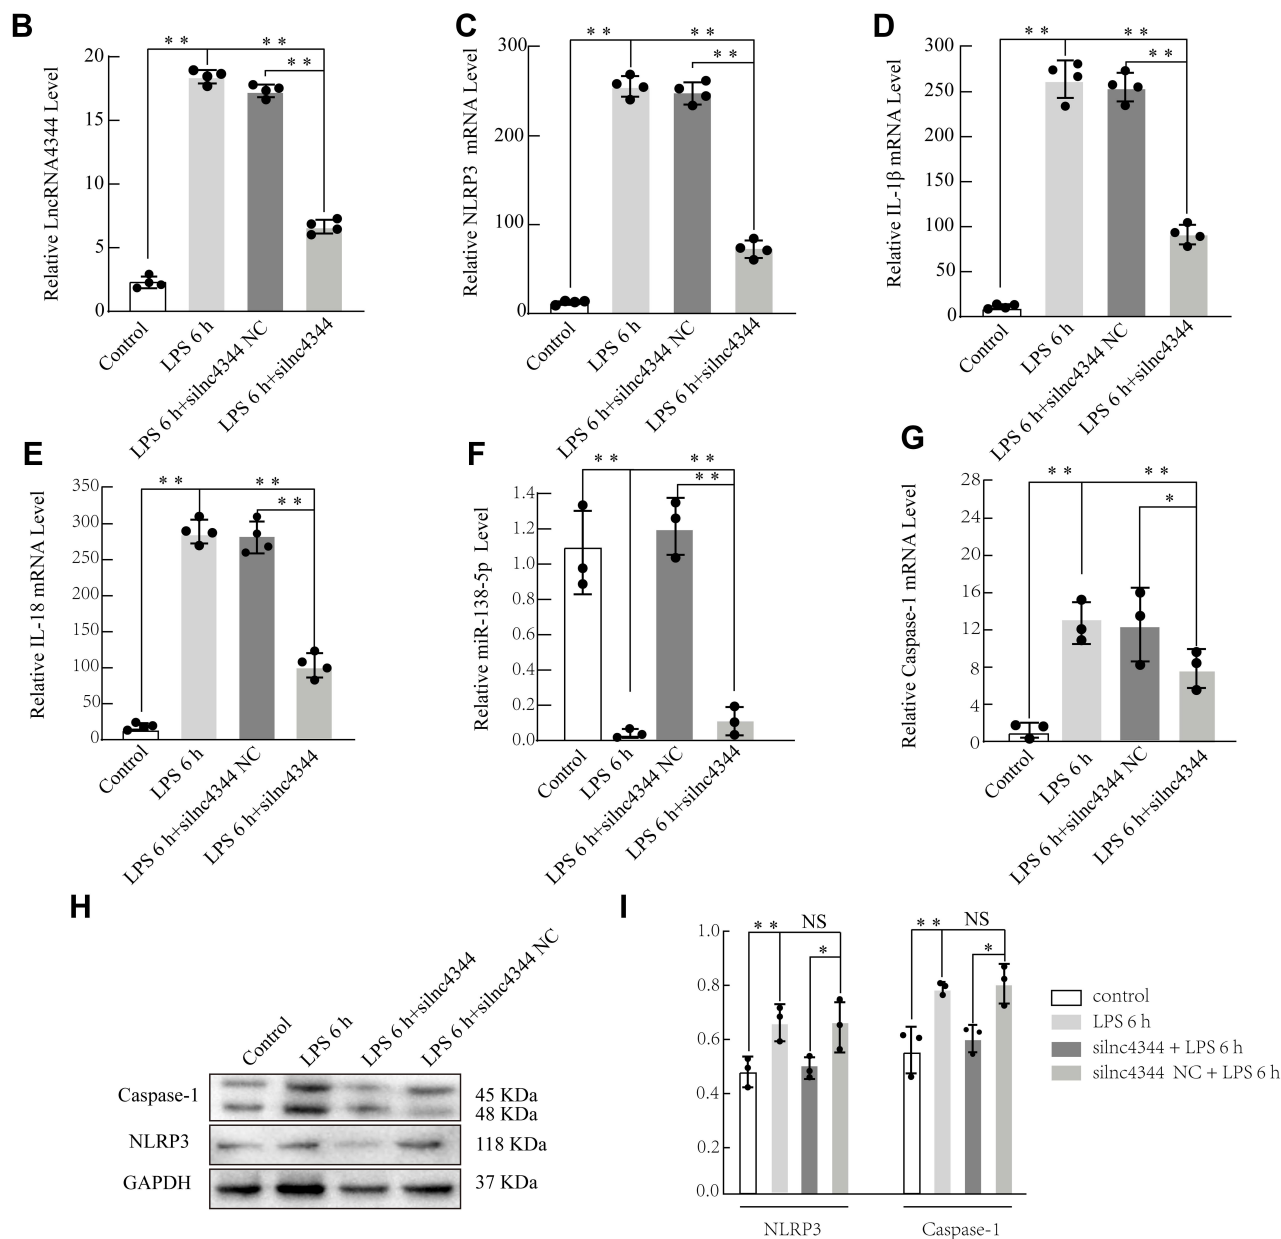 B
Relative LncRNA4344 Level
20
15
10
5
0
* *
* *
* *
Control
LPS 6 h
LPS 6 h+silnc4344 NC
LPS 6 h+silnc4344
C
Relative NLRP3 mRNA Level
300
200
100
0
* *
* *
* *
Control
LPS 6 h
LPS 6 h+silnc4344 NC
LPS 6 h+silnc4344
D
Relative IL-1β mRNA Level
300
250
200
150
100
50
0
* *
* *
* *
Control
LPS 6 h
LPS 6 h+silnc4344 NC
LPS 6 h+silnc4344
E
Relative IL-18 mRNA Level
350
300
250
200
150
100
50
0
* *
* *
* *
Control
LPS 6 h
LPS 6 h+silnc4344 NC
LPS 6 h+silnc4344
F
Relative miR-138-5p Level
1.4
1.2
1.0
0.8
0.6
0.4
0.2
0.0
* *
* *
* *
Control
LPS 6 h
LPS 6 h+silnc4344 NC
LPS 6 h+silnc4344
G
Relative Caspase-1 mRNA Level
28
24
20
16
12
8
4
0
* *
* *
*
Control
LPS 6 h
LPS 6 h+silnc4344 NC
LPS 6 h+silnc4344
H
Control
LPS 6 h
LPS 6 h+silnc4344
LPS 6 h+silnc4344 NC
Caspase-1
45 KDa
48 KDa
NLRP3
118 KDa
GAPDH
37 KDa
I
1.0
0.8
0.6
0.4
0.2
0.0
* *
NS
*
* *
NS
*
NLRP3
Caspase-1
control
LPS 6 h
silnc4344 + LPS 6 h
silnc4344 NC + LPS 6 h